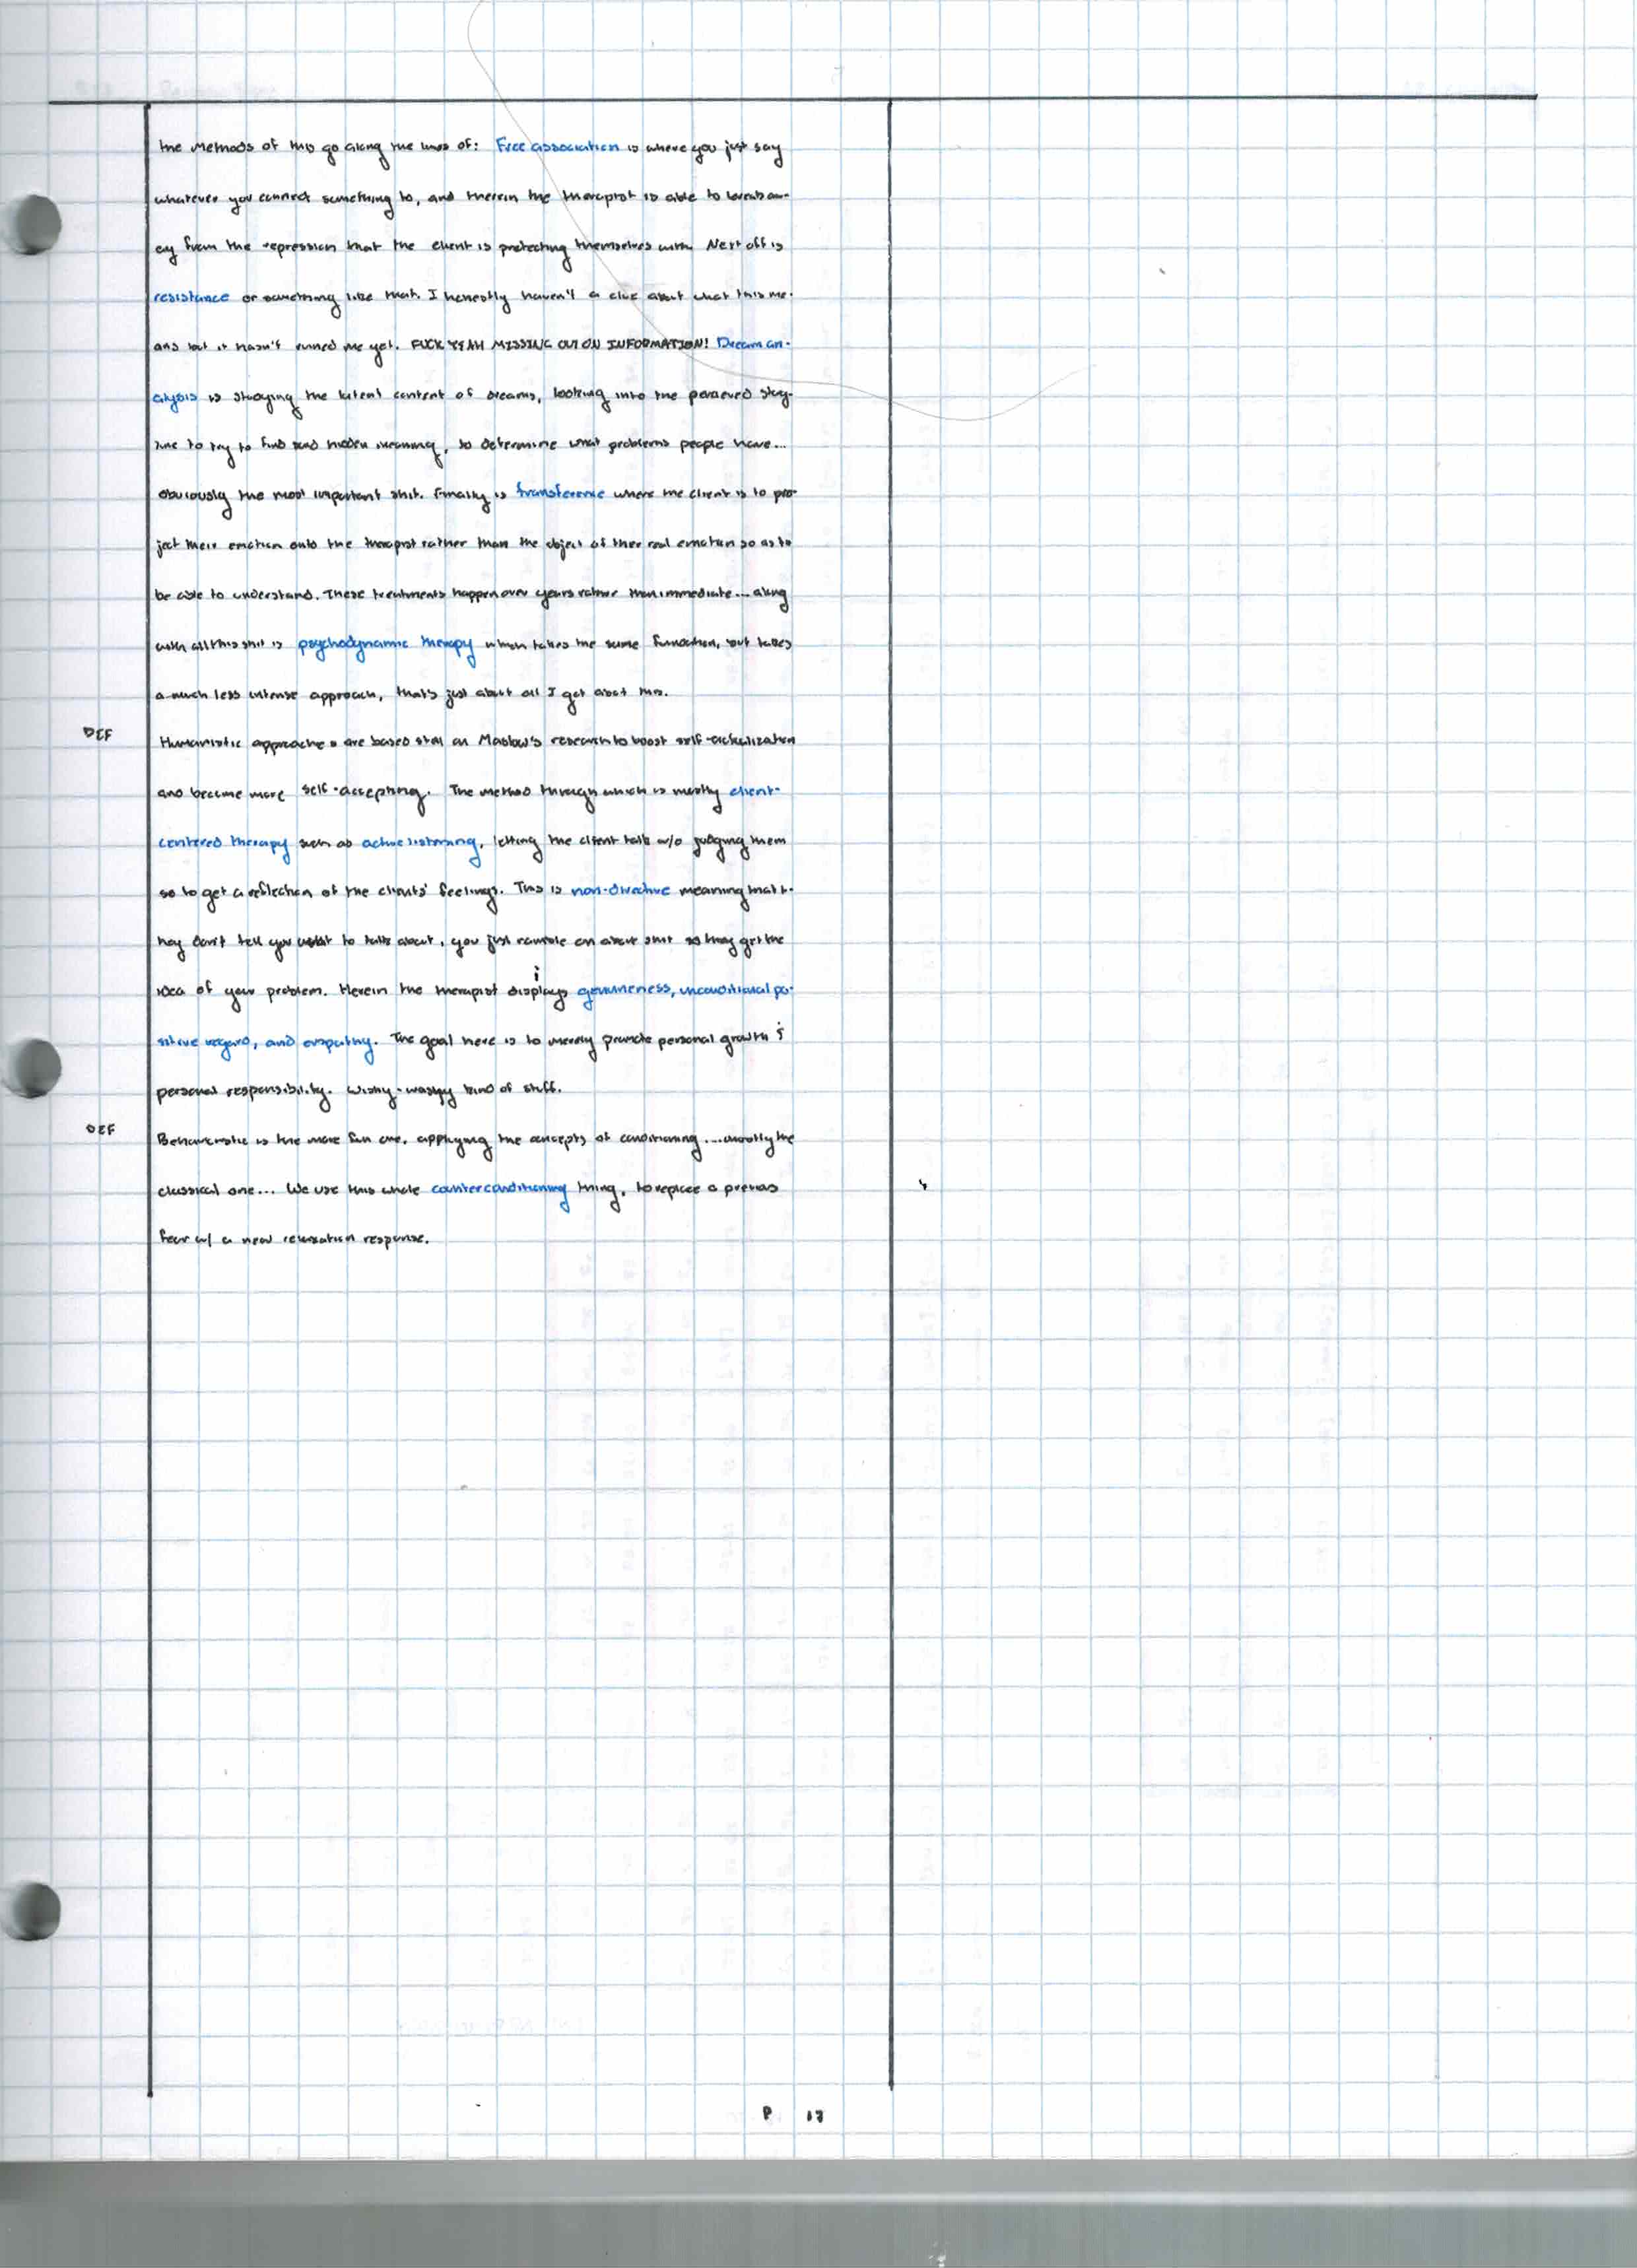 the methods of this go along the lines of: Free association is where you just say
whatever you connect something to, and therein the therapist is able to
ey from the repression that the client is protecting themselves with. Next off is
resistance or something like that. I honestly haven't a clue about what this me-
ans but it hasn't ruined me yet. FUCK YEAH MISSING OUT ON INFORMATION! Dream an-
alysis is studying the latent content of dreams, looking into the perceived story-
line to try to find hidden meaning, to determine what problems people have...
obviously the most important shit. Finally is transference where the client is to pro-
ject their emotion onto the therapist rather than the object of their real emotion so as to
be able to understand. These treatments happen over years rather than immediate... along
with all this shit is psychodynamic therapy which takes the same function, but takes
a much less intense approach, that's just about all I get about this.
DEF Humanistic approaches are based on Maslow's research to boost self-actualization
and become more self-accepting. The method through which is mostly client-
centered therapy such as active listening, letting the client talk w/o judging them
so to get a reflection of the clients' feelings. This is non-directive meaning that t-
hey don't tell you what to talk about, you just ramble on about shit so they get the
idea of your problem. Herein the therapist displays genuineness, unconditional po-
sitive regard, and empathy. The goal here is to merely promote personal growth &
personal responsibility. Wishy-washy kind of stuff.
DEF Behavioristic is the more fun one, applying the concepts of conditioning... mostly the
classical one... We use this whole counterconditioning thing, to replace a previous
fear w/ a new relaxation response.
P 17